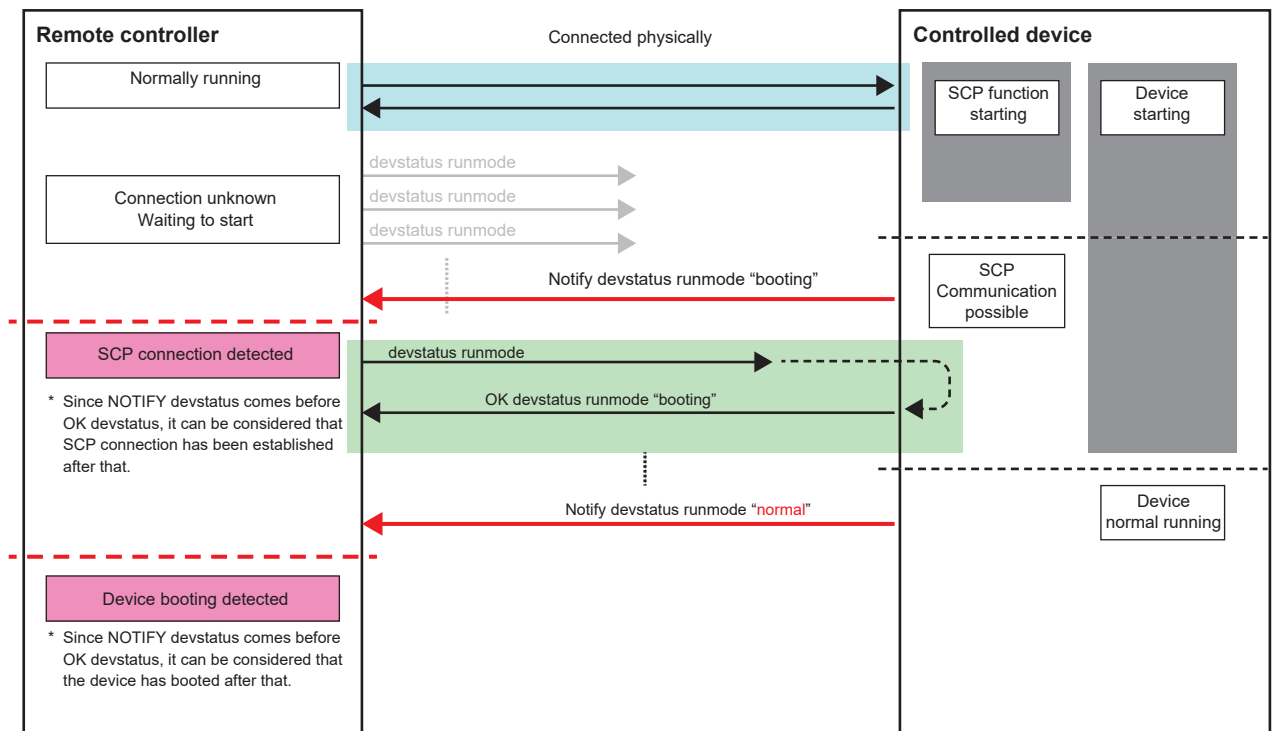 Remote controller
Connected physically
Controlled device
Normally running
SCP function
starting
Device
starting
devstatus runmode
devstatus runmode
devstatus runmode
Connection unknown
Waiting to start
Notify devstatus runmode “booting”
SCP
Communication
possible
SCP connection detected
devstatus runmode
* Since NOTIFY devstatus comes before
OK devstatus, it can be considered that
SCP connection has been established
after that.
OK devstatus runmode “booting”
Notify devstatus runmode “normal”
Device
normal running
Device booting detected
* Since NOTIFY devstatus comes before
OK devstatus, it can be considered that
the device has booted after that.